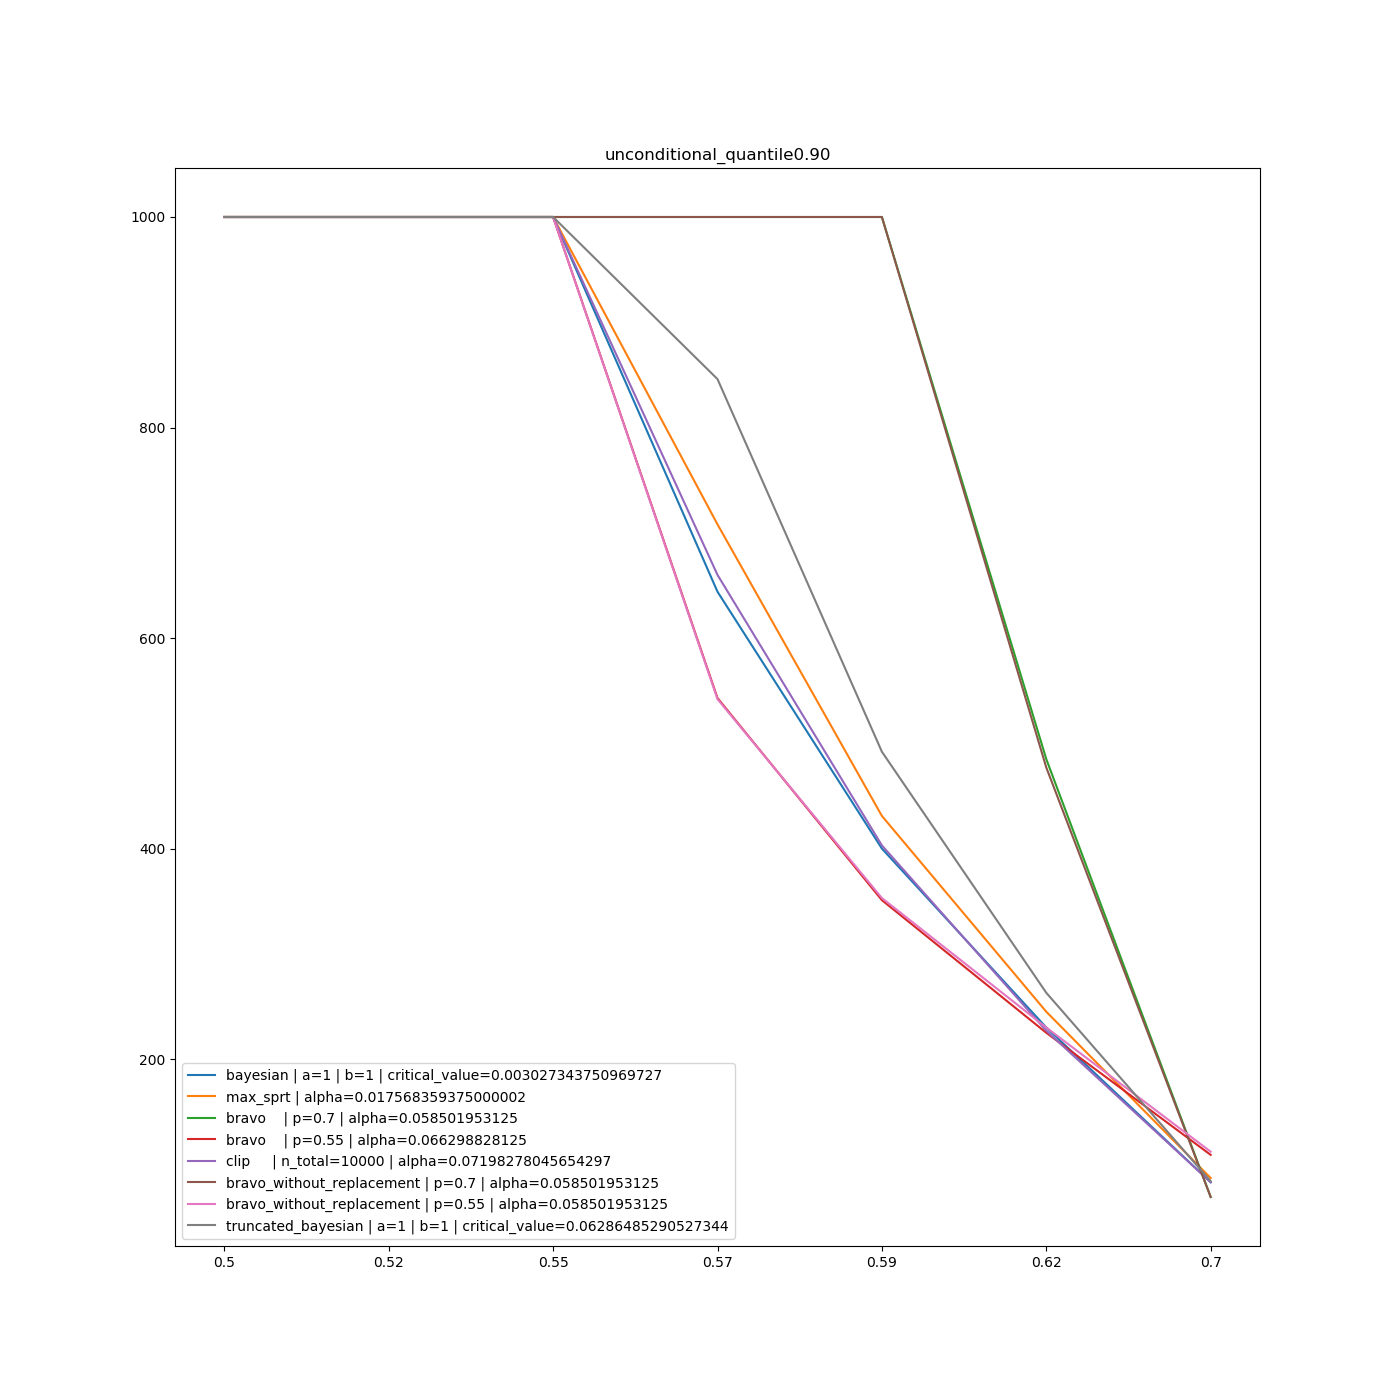 unconditional_quantile0.90
1000
800
600
400
200
bayesian | a=1 | b=1 | critical_value=0.003027343750969727
max_sprt | alpha=0.017568359375000002
bravo    | p=0.7 | alpha=0.058501953125
bravo    | p=0.55 | alpha=0.066298828125
clip     | n_total=10000 | alpha=0.07198278045654297
bravo_without_replacement | p=0.7 | alpha=0.058501953125
bravo_without_replacement | p=0.55 | alpha=0.058501953125
truncated_bayesian | a=1 | b=1 | critical_value=0.06286485290527344
0.5 0.52 0.55 0.57 0.59 0.62 0.7